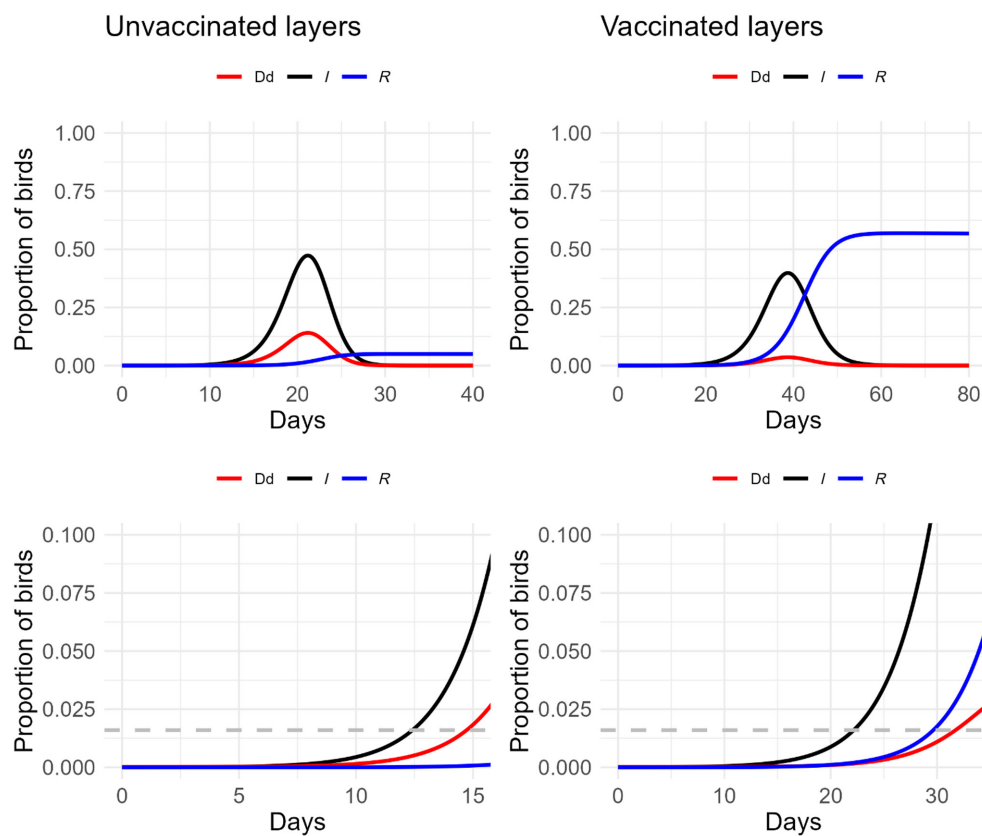 Unvaccinated layers
Dd I R
Proportion of birds
1.00
0.75
0.50
0.25
0.00
0 10 20 30 40
Days
Vaccinated layers
Dd I R
Proportion of birds
1.00
0.75
0.50
0.25
0.00
0 20 40 60 80
Days
Dd I R
Proportion of birds
0.100
0.075
0.050
0.025
0.000
0 5 10 15
Days
Dd I R
Proportion of birds
0.100
0.075
0.050
0.025
0.000
0 10 20 30
Days